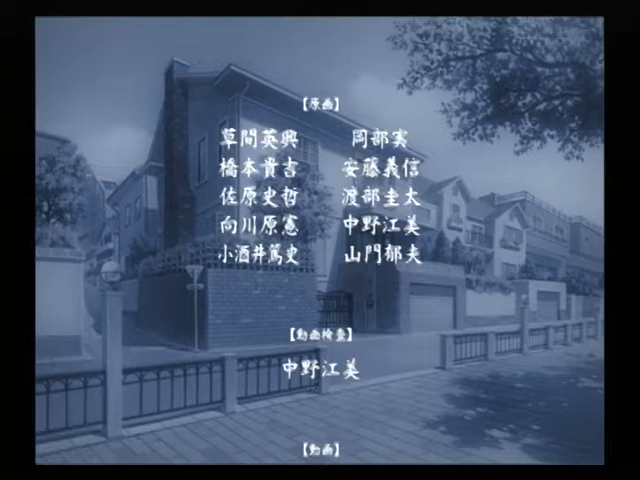 【原画】
草間英興 岡部実
橋本貴吉 安藤義信
佐原史哲 渡部圭太
向川原憲 中野江美
小酒井篤史 山門郁夫
【動画検査】
中野江美
【動画】